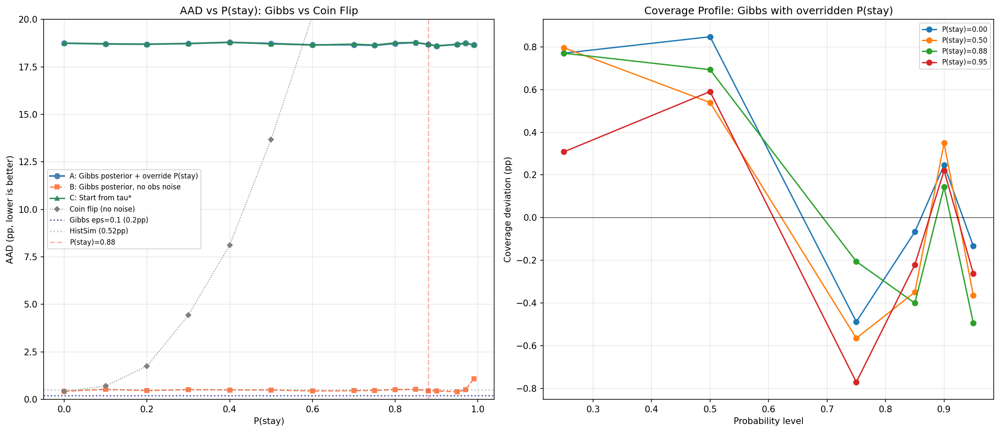 AAD vs P(stay): Gibbs vs Coin Flip
AAD (pp, lower is better)
20.0
17.5
15.0
12.5
10.0
7.5
5.0
2.5
0.0
A: Gibbs posterior + override P(stay)
B: Gibbs posterior, no obs noise
C: Start from tau*
Coin flip (no noise)
Gibbs eps=0.1 (0.2pp)
HistSim (0.52pp)
P(stay)=0.88
0.0 0.2 0.4 0.6 0.8 1.0
P(stay)
Coverage Profile: Gibbs with overridden P(stay)
Coverage deviation (pp)
0.8
0.6
0.4
0.2
0.0
−0.2
−0.4
−0.6
−0.8
P(stay)=0.00
P(stay)=0.50
P(stay)=0.88
P(stay)=0.95
0.3 0.4 0.5 0.6 0.7 0.8 0.9
Probability level